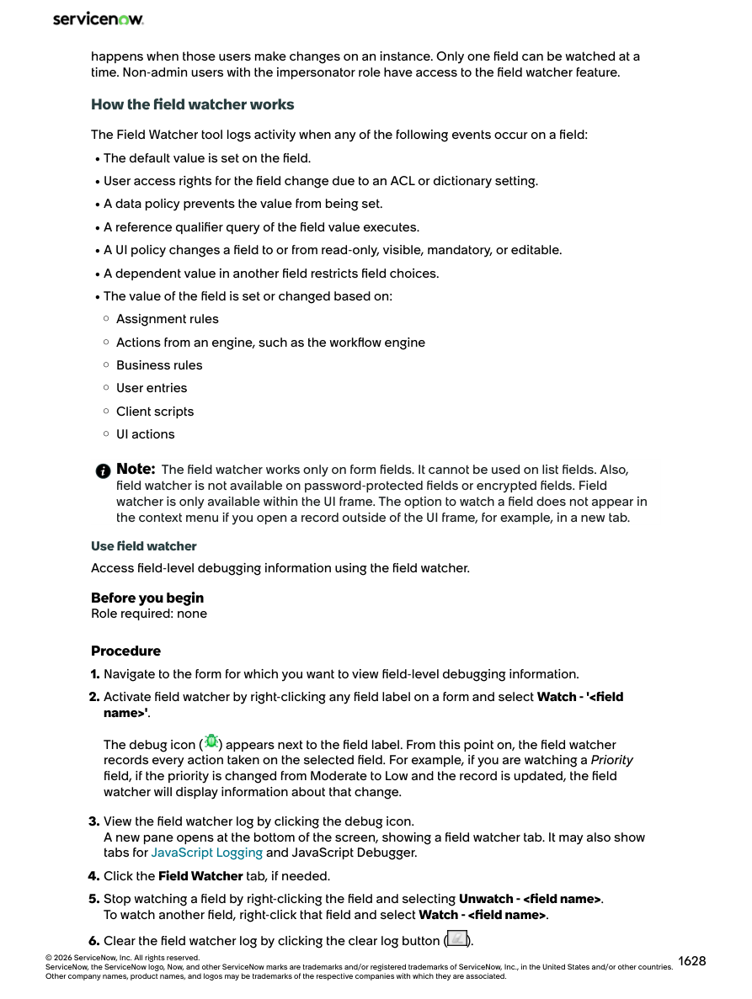 servicenow
happens when those users make changes on an instance. Only one field can be watched at a
time. Non-admin users with the impersonator role have access to the field watcher feature.
How the field watcher works
The Field Watcher tool logs activity when any of the following events occur on a field:
• The default value is set on the field.
• User access rights for the field change due to an ACL or dictionary setting.
• A data policy prevents the value from being set.
• A reference qualifier query of the field value executes.
• A UI policy changes a field to or from read-only, visible, mandatory, or editable.
• A dependent value in another field restricts field choices.
• The value of the field is set or changed based on:
○ Assignment rules
○ Actions from an engine, such as the workflow engine
○ Business rules
○ User entries
○ Client scripts
○ UI actions
Note: The field watcher works only on form fields. It cannot be used on list fields. Also,
field watcher is not available on password-protected fields or encrypted fields. Field
watcher is only available within the UI frame. The option to watch a field does not appear in
the context menu if you open a record outside of the UI frame, for example, in a new tab.
Use field watcher
Access field-level debugging information using the field watcher.
Before you begin
Role required: none
Procedure
1. Navigate to the form for which you want to view field-level debugging information.
2. Activate field watcher by right-clicking any field label on a form and select Watch - '<field
name>'.
The debug icon ( ) appears next to the field label. From this point on, the field watcher
records every action taken on the selected field. For example, if you are watching a Priority
field, if the priority is changed from Moderate to Low and the record is updated, the field
watcher will display information about that change.
3. View the field watcher log by clicking the debug icon.
A new pane opens at the bottom of the screen, showing a field watcher tab. It may also show
tabs for JavaScript Logging and JavaScript Debugger.
4. Click the Field Watcher tab, if needed.
5. Stop watching a field by right-clicking the field and selecting Unwatch - <field name>.
To watch another field, right-click that field and select Watch - <field name>.
6. Clear the field watcher log by clicking the clear log button ( ).
© 2026 ServiceNow, Inc. All rights reserved.
ServiceNow, the ServiceNow logo, Now, and other ServiceNow marks are trademarks and/or registered trademarks of ServiceNow, Inc., in the United States and/or other countries.
Other company names, product names, and logos may be trademarks of the respective companies with which they are associated.
1628